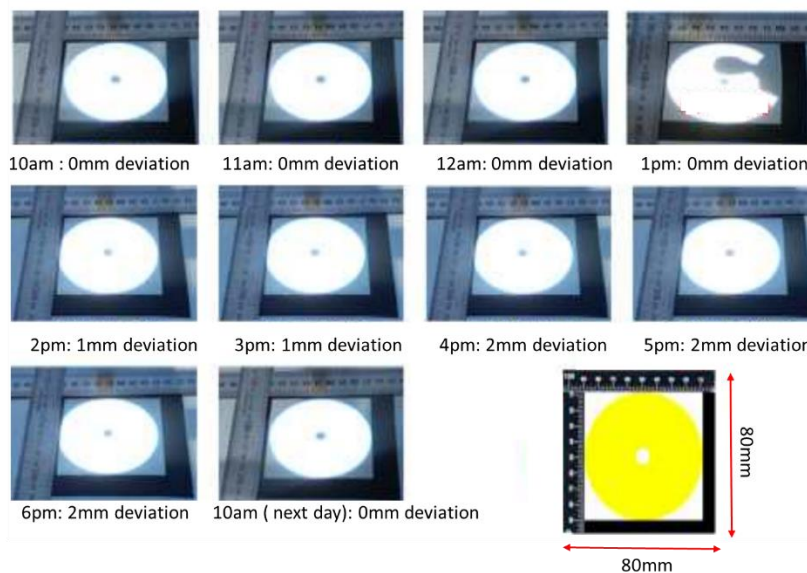 10am : 0mm deviation
11am: 0mm deviation
12am: 0mm deviation
1pm: 0mm deviation
2pm: 1mm deviation
3pm: 1mm deviation
4pm: 2mm deviation
5pm: 2mm deviation
6pm: 2mm deviation
10am ( next day): 0mm deviation
80mm
80mm